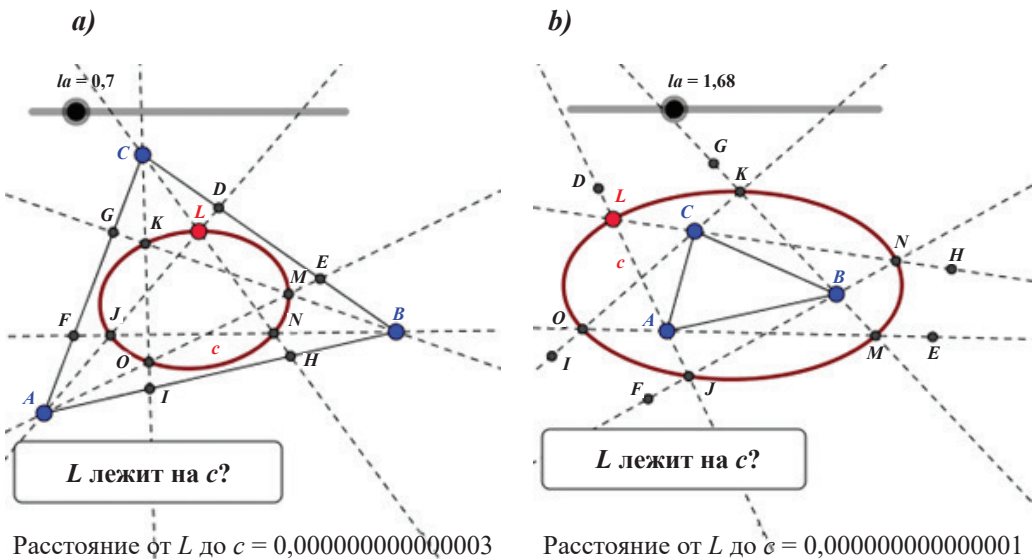 a)
la = 0,7
C
D
G
K
L
E
M
F
J
N
B
O
c
H
A
I
L лежит на c?
Расстояние от L до c = 0,000000000000003
b)
la = 1,68
G
D
K
L
C
N
c
H
B
O
A
M
E
I
F
J
L лежит на c?
Расстояние от L до c = 0,000000000000001